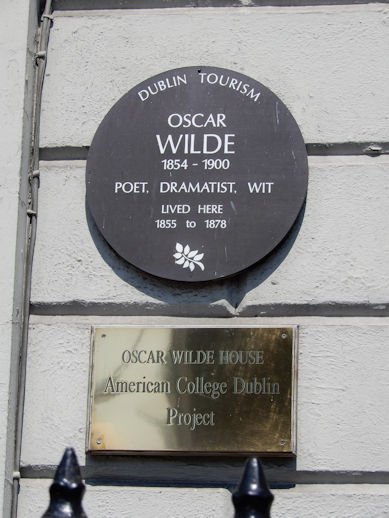 DUBLIN TOURISM
OSCAR
WILDE
1854 - 1900
POET, DRAMATIST, WIT
LIVED HERE
1855 to 1878
OSCAR WILDE HOUSE
American College Dublin
Project